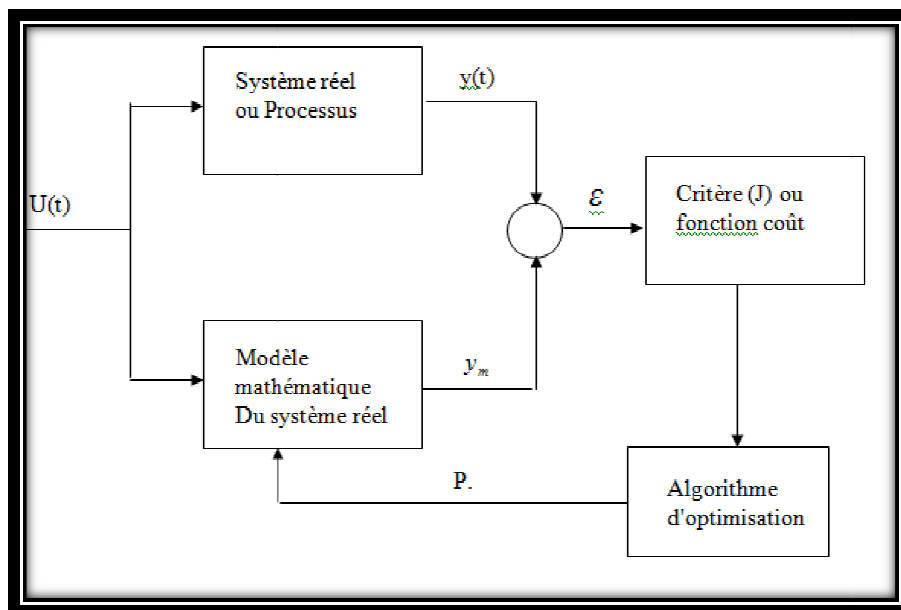 Système réel
ou Processus
y(t)
U(t)
ε
Critère (J) ou
fonction coût
Modèle
mathématique
Du système réel
y_m
P.
Algorithme
d'optimisation